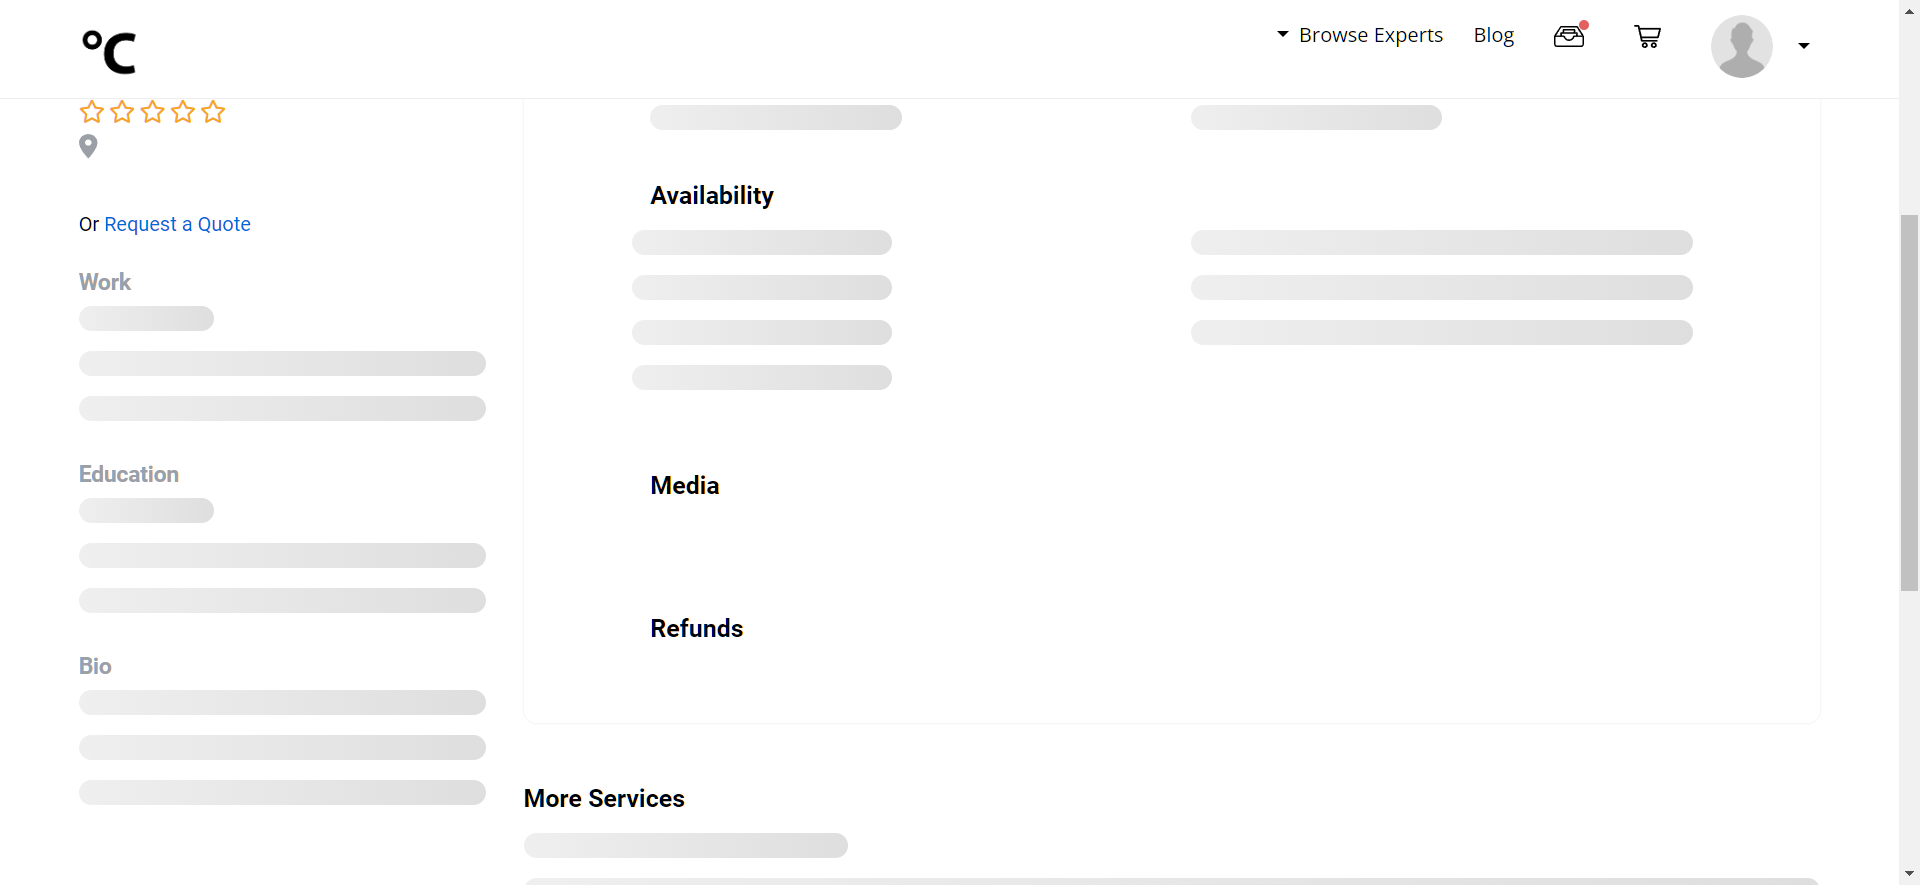 °C
Browse Experts
Blog
Or Request a Quote
Work
Education
Bio
Availability
Media
Refunds
More Services